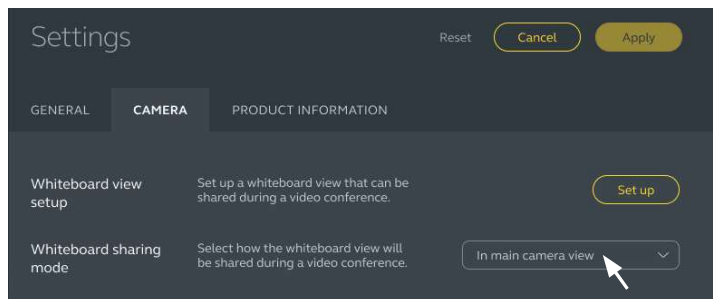 Settings
Reset Cancel Apply
GENERAL CAMERA PRODUCT INFORMATION
Whiteboard view
setup
Set up a whiteboard view that can be
shared during a video conference.
Set up
Whiteboard sharing
mode
Select how the whiteboard view will
be shared during a video conference.
In main camera view